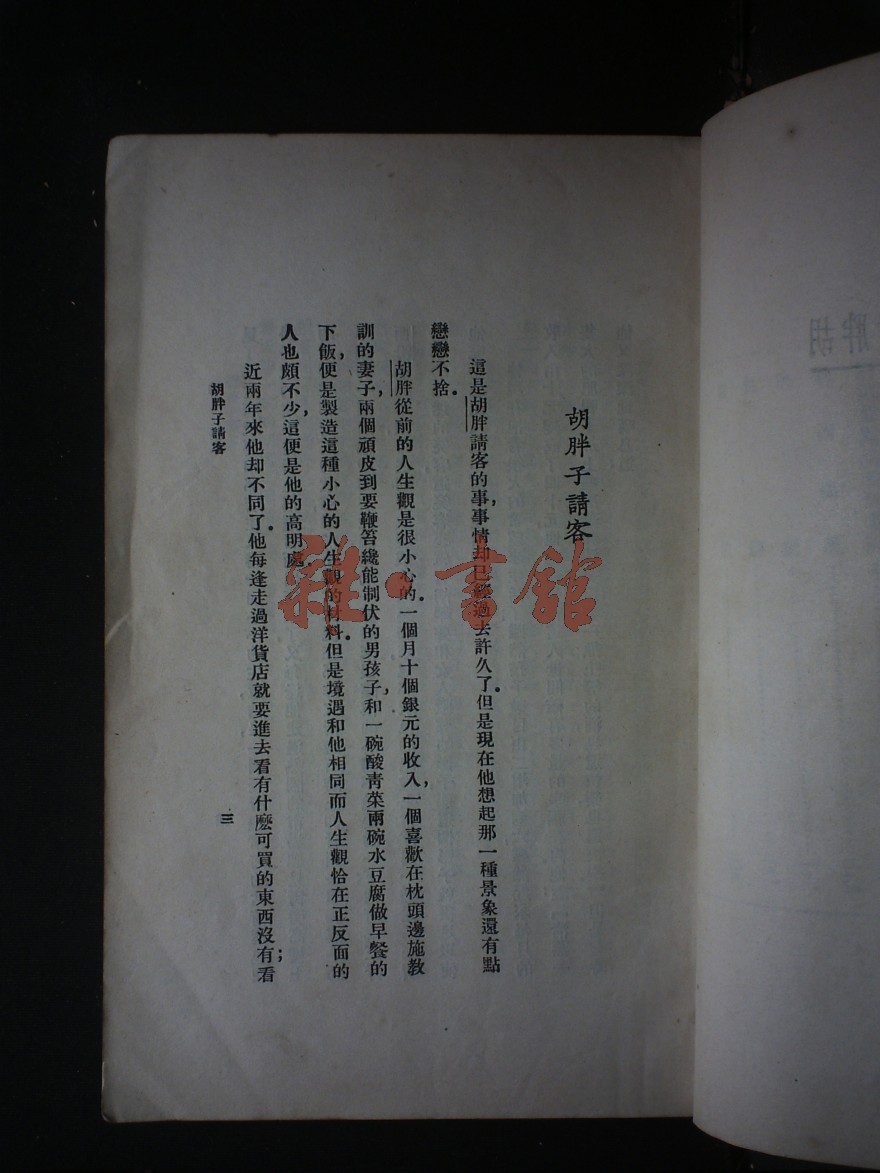 胡胖子請客
這是胡胖請客的事,事情却已經過去許久了。但是現在他想起那一種景象還有點
戀戀不捨。
胡胖從前的人生觀是很小心的。一個月十個銀元的收入,一個喜歡在枕頭邊施教
訓的妻子,兩個頑皮到要鞭笞纔能制伏的男孩子,和一碗酸青菜兩碗水豆腐做早餐的
下飯,便是製造這種小心的人生觀的材料。但是境遇和他相同而人生觀恰在正反面的
人也頗不少,這便是他的高明處。
近兩年來他却不同了。他每逢走過洋貨店就要進去看有什麽可買的東西沒有;看
胡胖子請客
三
雜·書館
胡胖